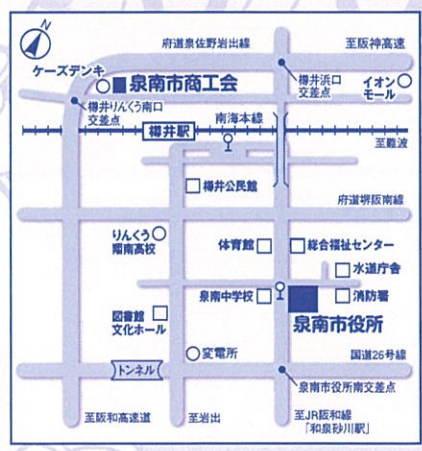 N
府道泉佐野岩出線
至阪神高速
ケーズデンキ
泉南市商工会
樽井浜口
交差点
イオン
モール
樽井りんくう南口
交差点
南海本線
樽井駅
至難波
樽井公民館
府道堺阪南線
りんくう
翔南高校
体育館
総合福祉センター
水道庁舎
泉南中学校
消防署
泉南市役所
図書館
文化ホール
変電所
国道26号線
トンネル
泉南市役所南交差点
至阪和高速道
至岩出
至JR阪和線
「和泉砂川駅」